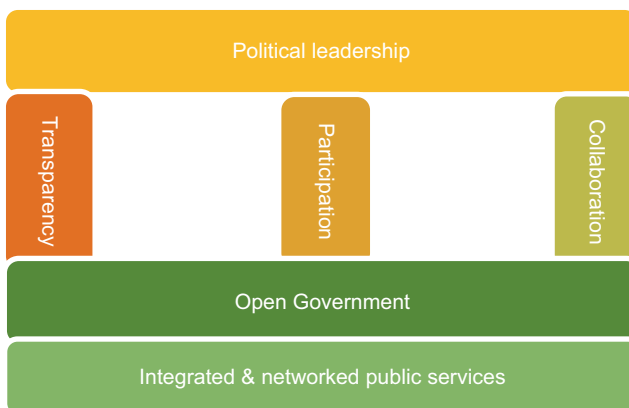 Political leadership
Transparency
Participation
Collaboration
Open Government
Integrated & networked public services